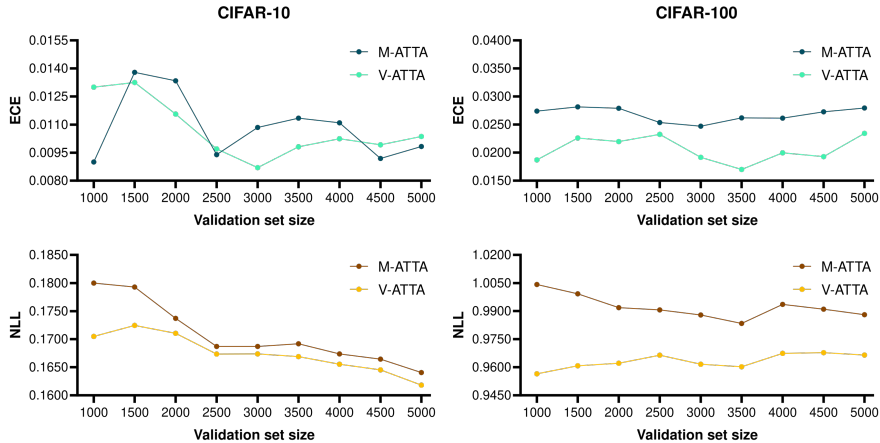 CIFAR-10
0.0155
0.0140
0.0125
0.0110
0.0095
0.0080
ECE
M-ATTA
V-ATTA
1000 1500 2000 2500 3000 3500 4000 4500 5000
Validation set size
CIFAR-100
0.0400
0.0350
0.0300
0.0250
0.0200
0.0150
ECE
M-ATTA
V-ATTA
1000 1500 2000 2500 3000 3500 4000 4500 5000
Validation set size
0.1850
0.1800
0.1750
0.1700
0.1650
0.1600
NLL
M-ATTA
V-ATTA
1000 1500 2000 2500 3000 3500 4000 4500 5000
Validation set size
1.0200
1.0050
0.9900
0.9750
0.9600
0.9450
NLL
M-ATTA
V-ATTA
1000 1500 2000 2500 3000 3500 4000 4500 5000
Validation set size